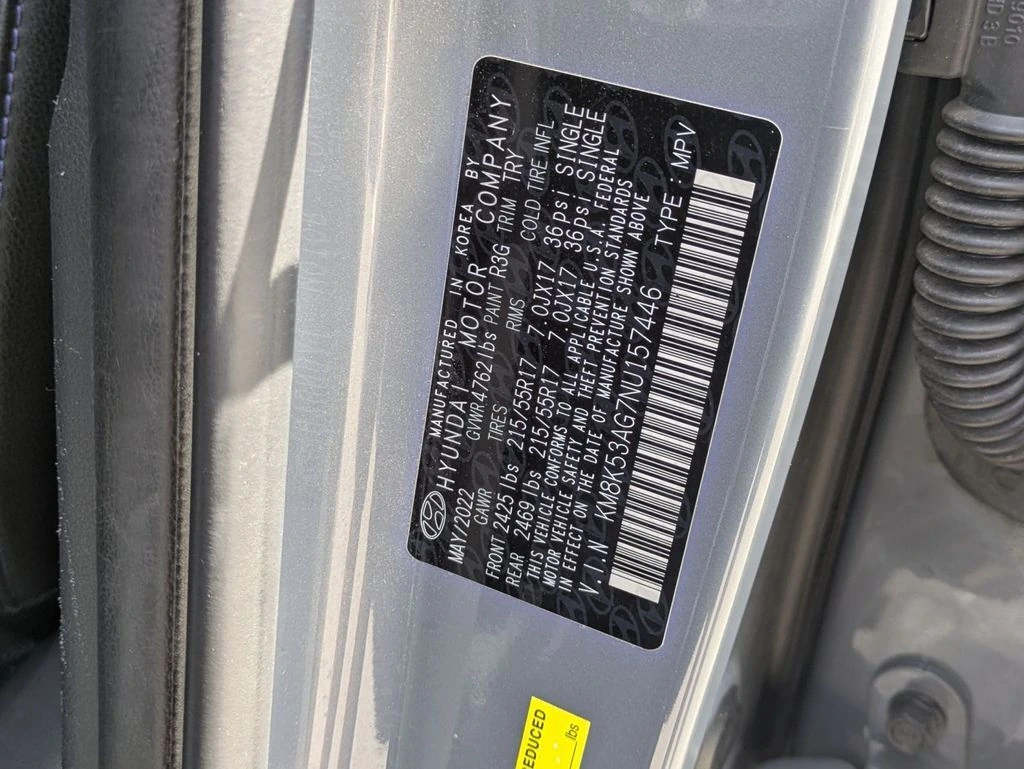 MANUFACTURED IN KOREA BY
HYUNDAI MOTOR COMPANY
MAY/2022 GVWR 4762 lbs PAINT R3G TRIM TRY
GAWR TIRES RIMS COLD TIRE INFL
FRONT 2425 lbs 215/55R17 7.0JX17 36psi SINGLE
REAR 2469 lbs 215/55R17 7.0JX17 36psi SINGLE
THIS VEHICLE CONFORMS TO ALL APPLICABLE U.S.A. FEDERAL
MOTOR VEHICLE SAFETY AND THEFT PREVENTION STANDARDS
IN EFFECT ON THE DATE OF MANUFACTURE SHOWN ABOVE
V.I.N: KM8K53AG7NU157446 TYPE: MPV
REDUCED
lbs